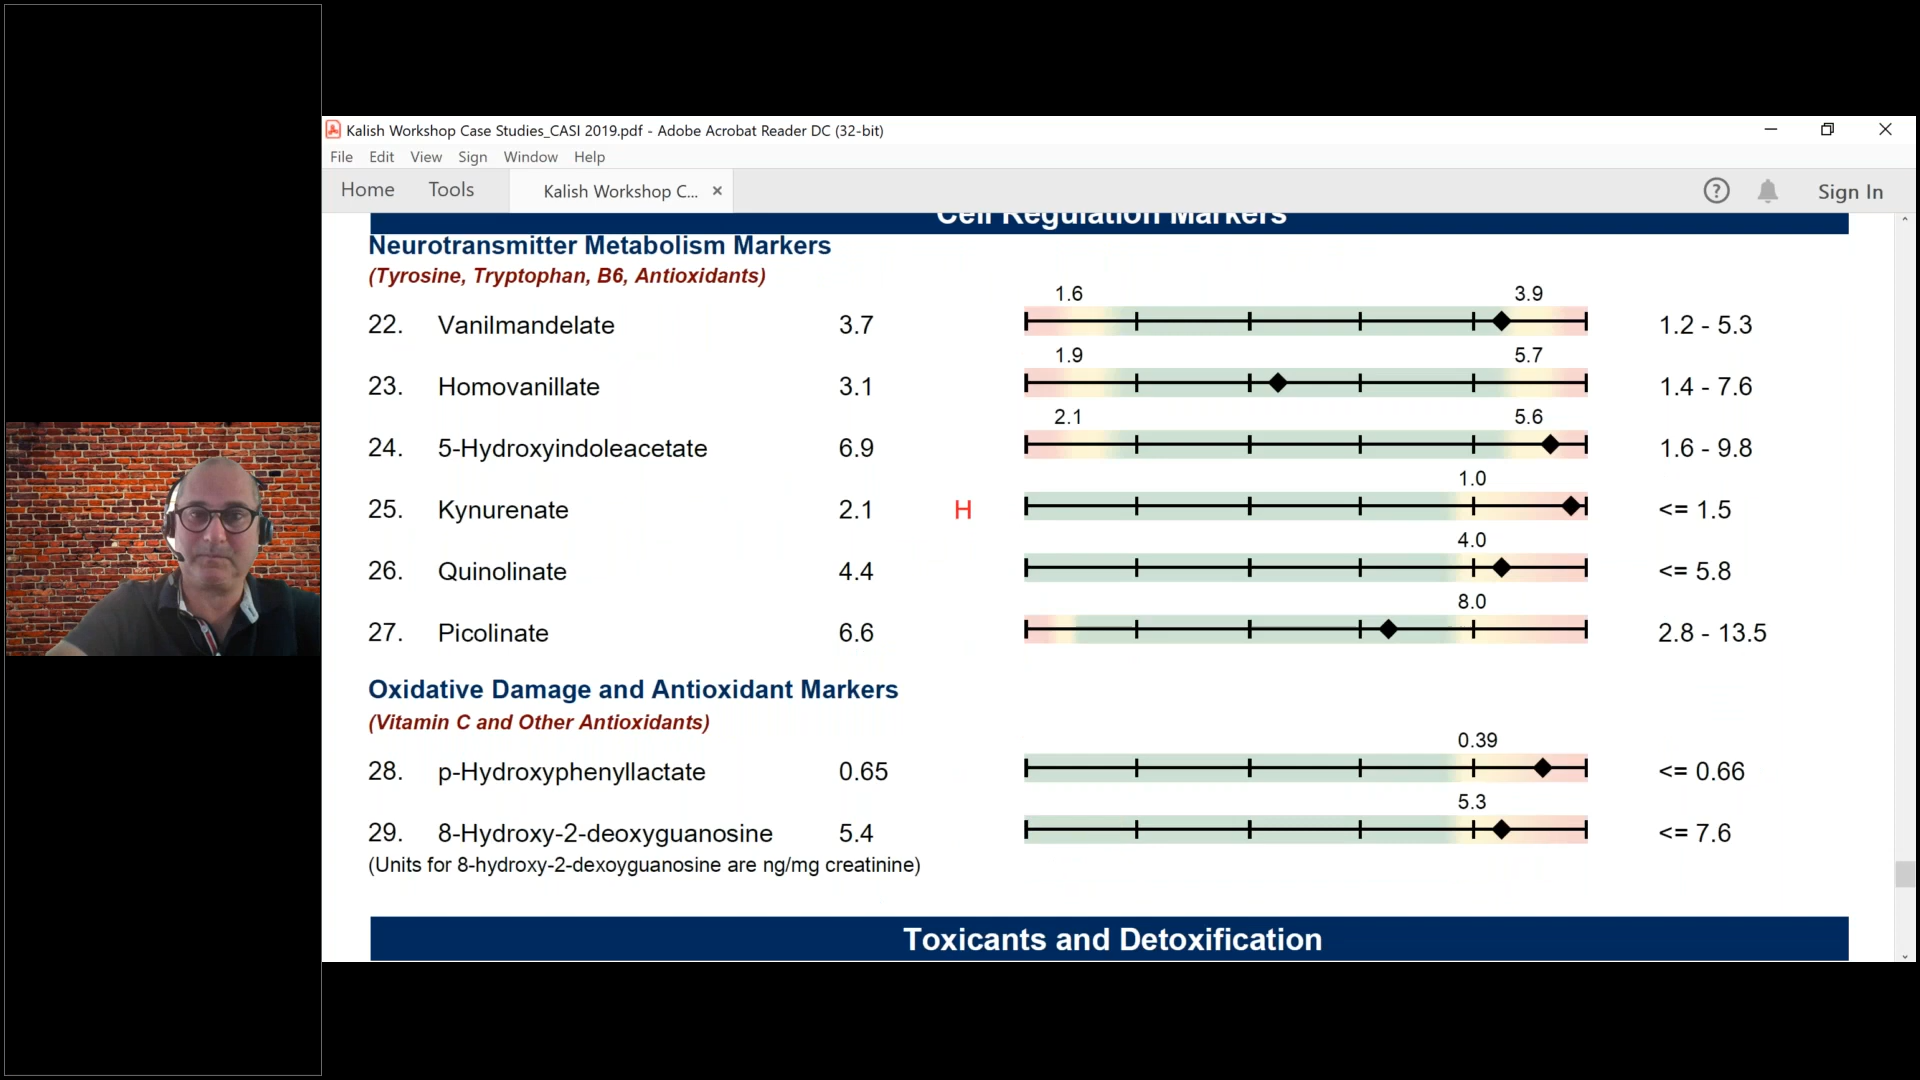 Kalish Workshop Case Studies_CASI 2019.pdf - Adobe Acrobat Reader DC (32-bit)
File Edit View Sign Window Help
Home Tools Kalish Workshop C... × ? Sign In
Cell Regulation Markers
Neurotransmitter Metabolism Markers
(Tyrosine, Tryptophan, B6, Antioxidants)
1.6 3.9
22. Vanilmandelate 3.7 1.2 - 5.3
1.9 5.7
23. Homovanillate 3.1 1.4 - 7.6
2.1 5.6
24. 5-Hydroxyindoleacetate 6.9 1.6 - 9.8
1.0
25. Kynurenate 2.1 H <= 1.5
4.0
26. Quinolinate 4.4 <= 5.8
8.0
27. Picolinate 6.6 2.8 - 13.5
Oxidative Damage and Antioxidant Markers
(Vitamin C and Other Antioxidants)
0.39
28. p-Hydroxyphenyllactate 0.65 <= 0.66
5.3
29. 8-Hydroxy-2-deoxyguanosine 5.4 <= 7.6
(Units for 8-hydroxy-2-dexoyguanosine are ng/mg creatinine)
Toxicants and Detoxification